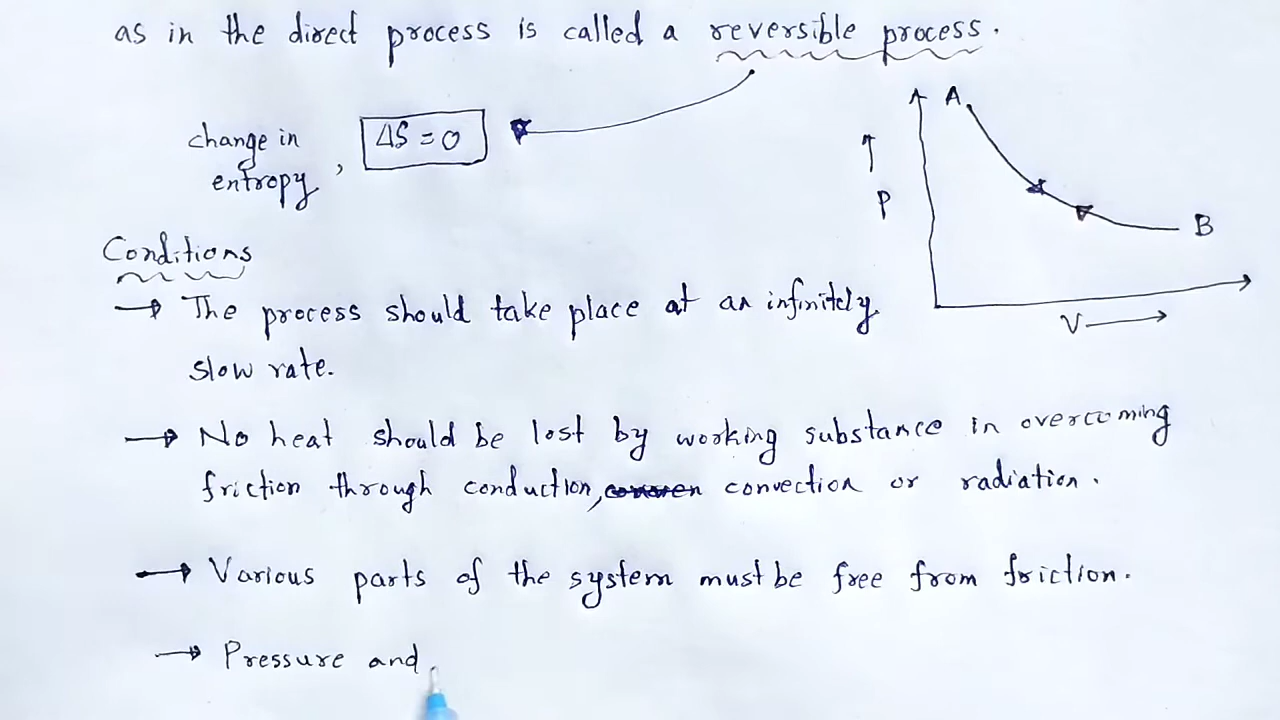 as in the direct process is called a reversible process.
change in
entropy, ΔS = 0
A
P
B
V
Conditions
→ The process should take place at an infinitely
slow rate.
→ No heat should be lost by working substance in overcoming
friction through conduction, convection or radiation.
→ Various parts of the system must be free from friction.
→ Pressure and